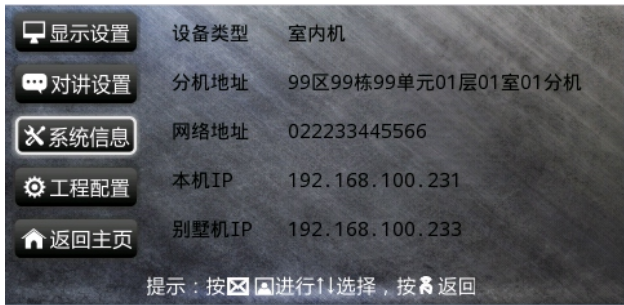 显示设置
对讲设置
系统信息
工程配置
返回主页
设备类型 室内机
分机地址 99区99栋99单元01层01室01分机
网络地址 022233445566
本机IP 192.168.100.231
别墅机IP 192.168.100.233
提示：按进行↑↓选择，按返回